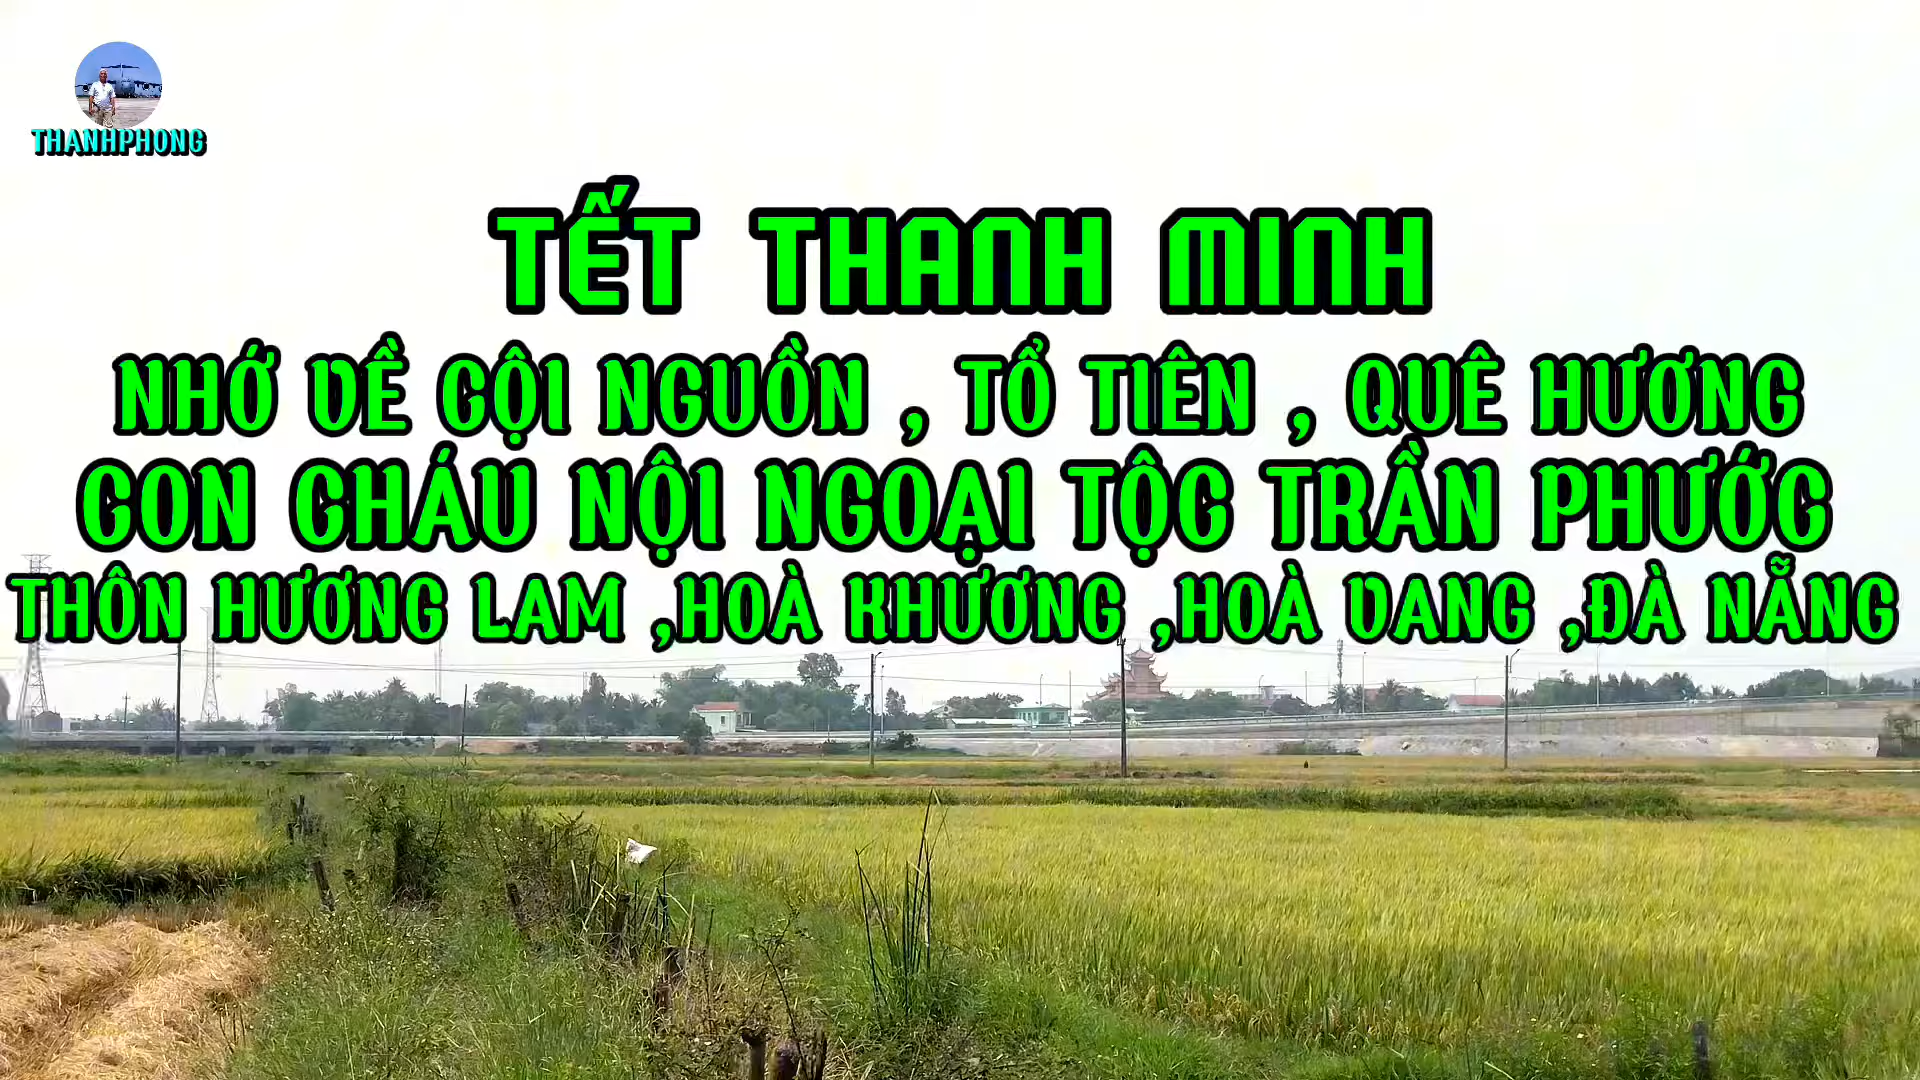 THANHPHONG
TẾT THANH MINH
NHỚ VỀ CỘI NGUỒN , TỔ TIÊN , QUÊ HƯƠNG
CON CHÁU NỘI NGOẠI TỘC TRẦN PHƯỚC
THÔN HƯƠNG LAM ,HOÀ KHƯƠNG ,HOÀ VANG ,ĐÀ NẴNG